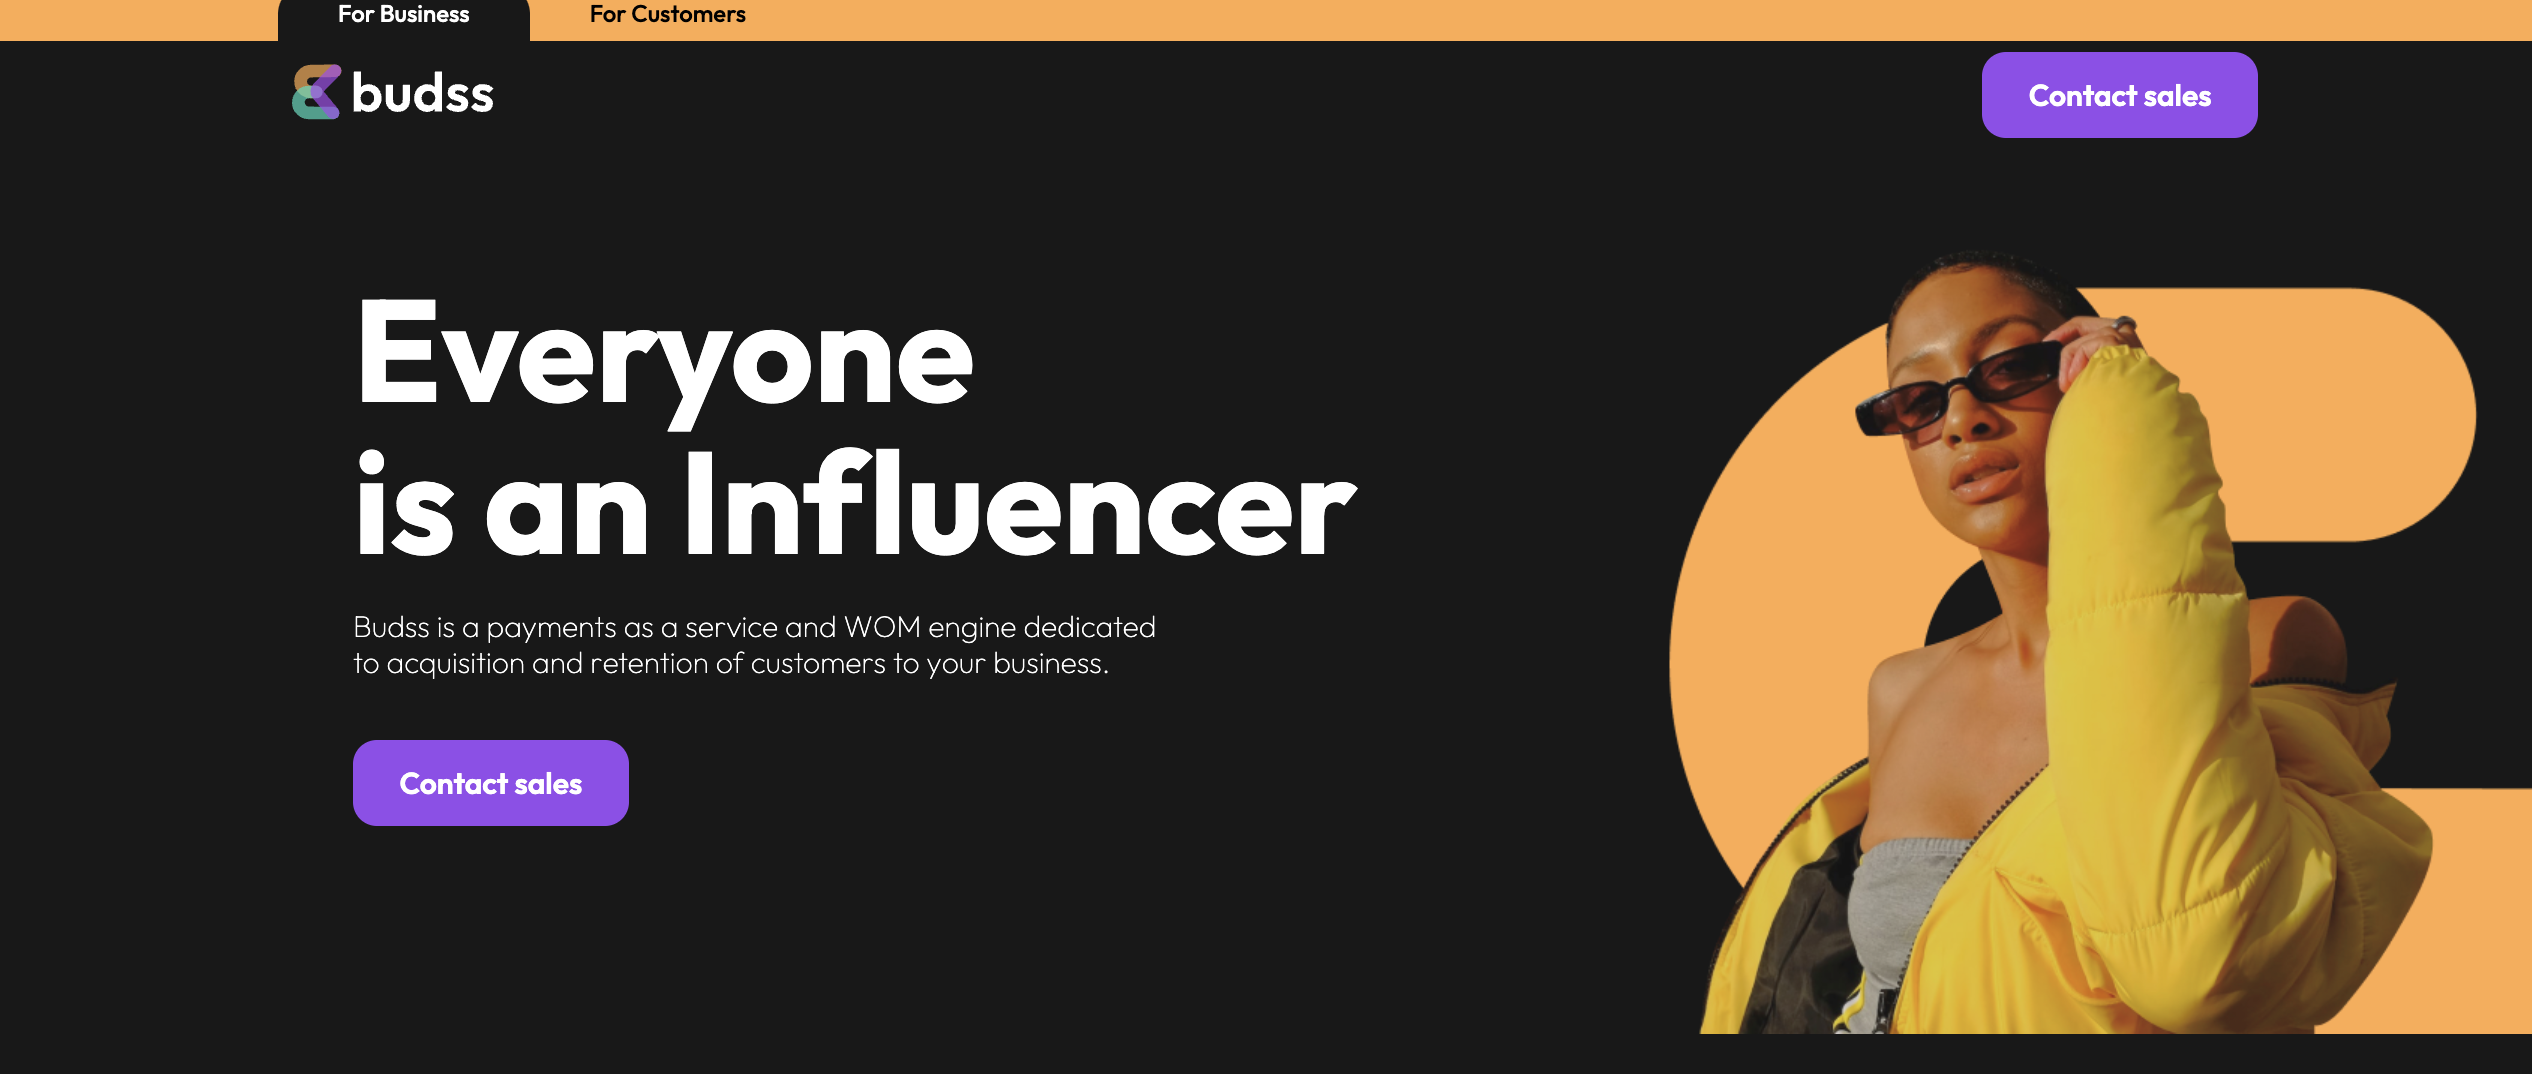 For Business
For Customers
budss
Contact sales
Everyone
is an Influencer
Budss is a payments as a service and WOM engine dedicated
to acquisition and retention of customers to your business.
Contact sales